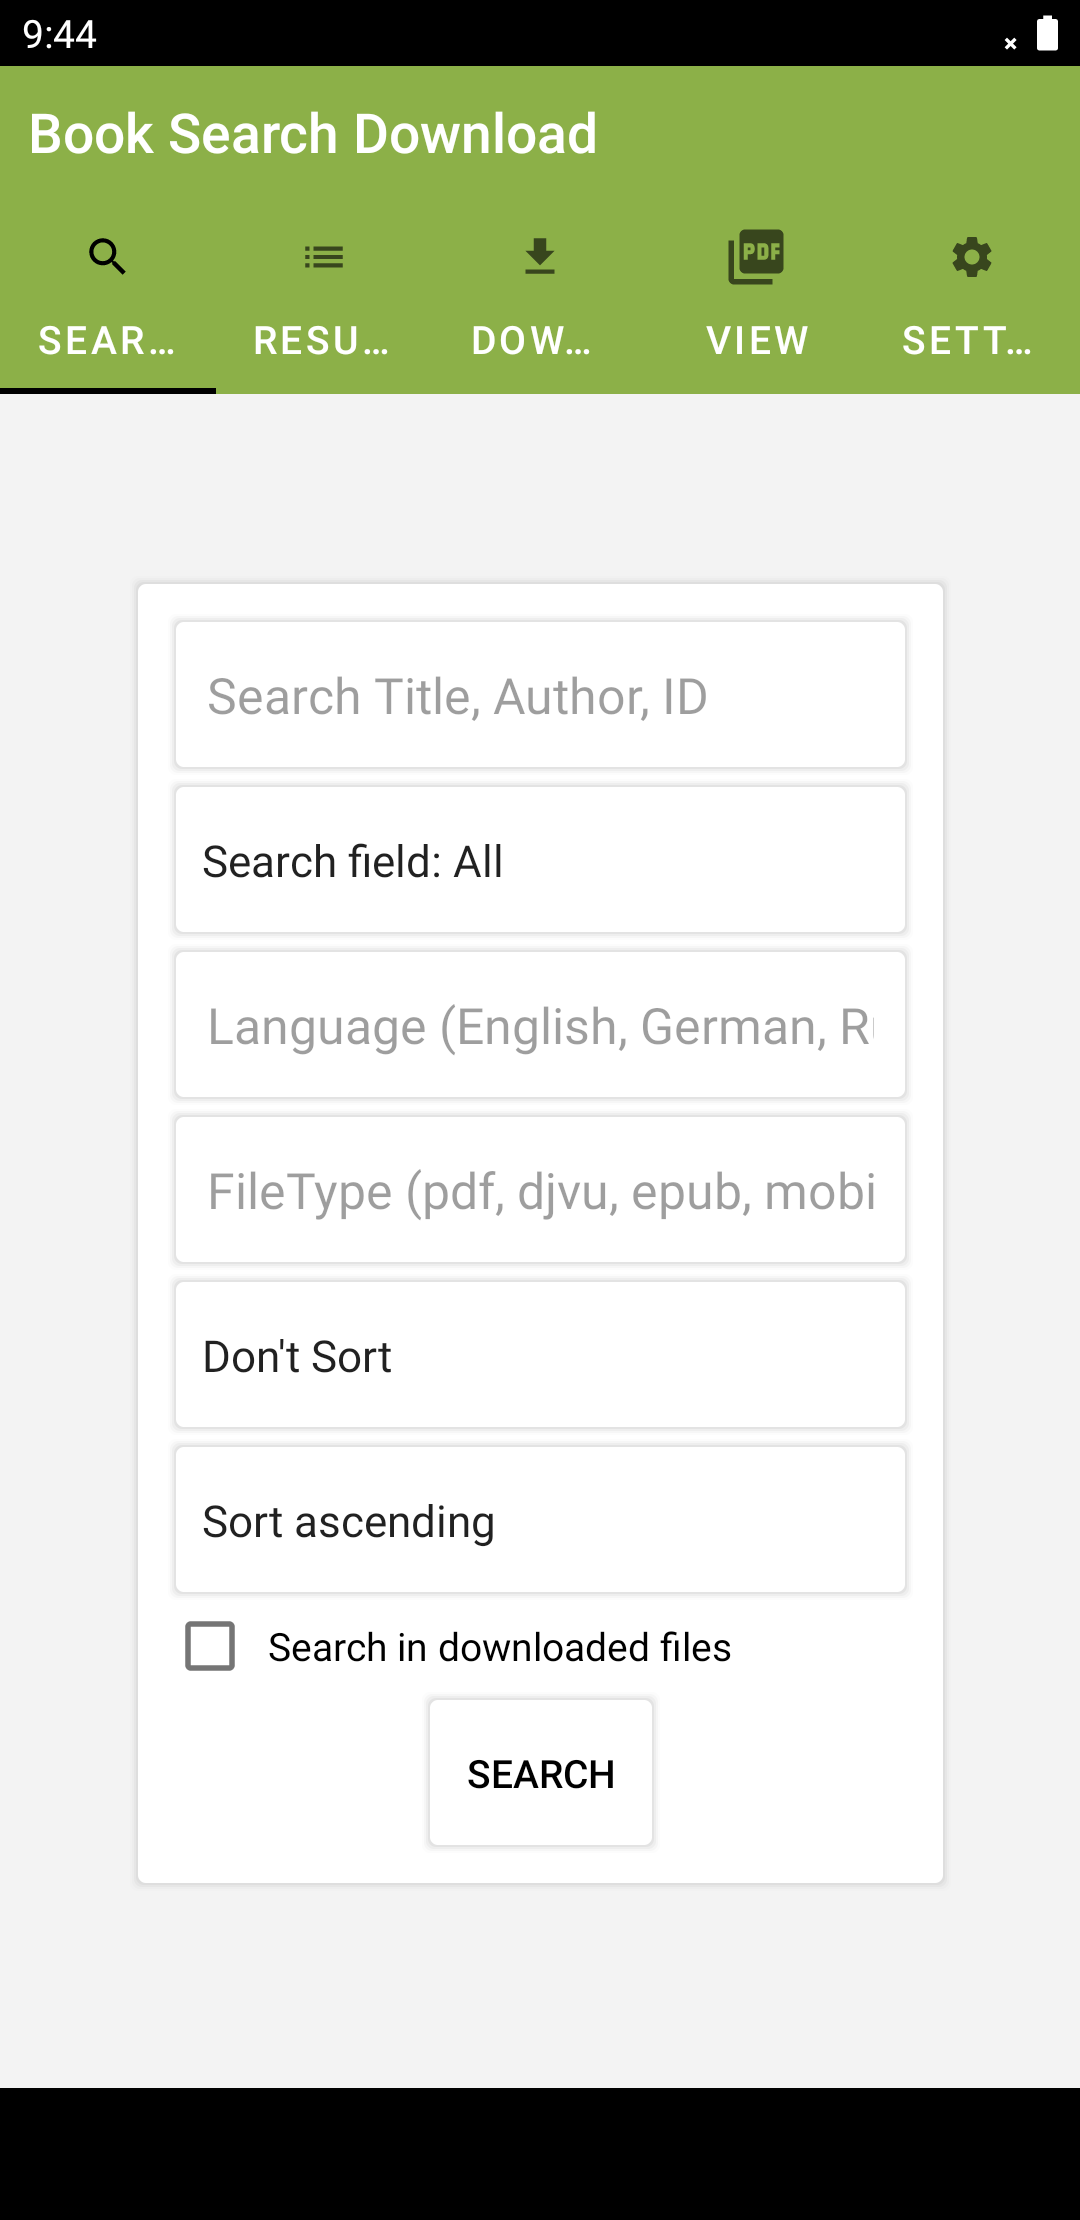 9:44
Book Search Download
SEAR…
RESU…
DOW…
VIEW
SETT…
PDF
Search Title, Author, ID
Search field: All
Language (English, German, R
FileType (pdf, djvu, epub, mobi
Don't Sort
Sort ascending
Search in downloaded files
SEARCH